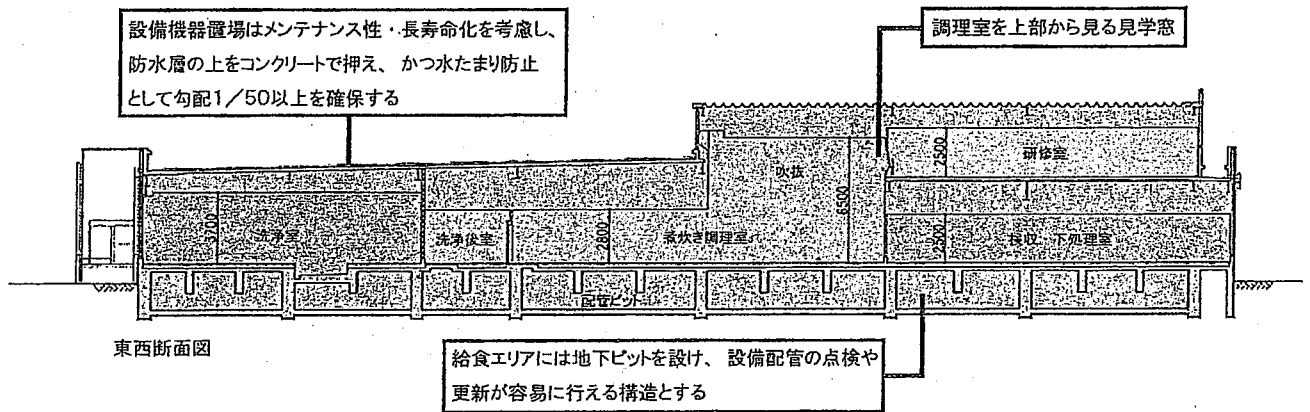 設備機器置場はメンテナンス性・長寿命化を考慮し、
防水層の上をコンクリートで押え、かつ水たまり防止
として勾配1／50以上を確保する
調理室を上部から見る見学窓
研修室
2500
吹抜
6500
洗浄室
洗浄後室
2800
煮炊き調理室
2500
検収・下処理室
配管ピット
東西断面図
給食エリアには地下ピットを設け、設備配管の点検や
更新が容易に行える構造とする